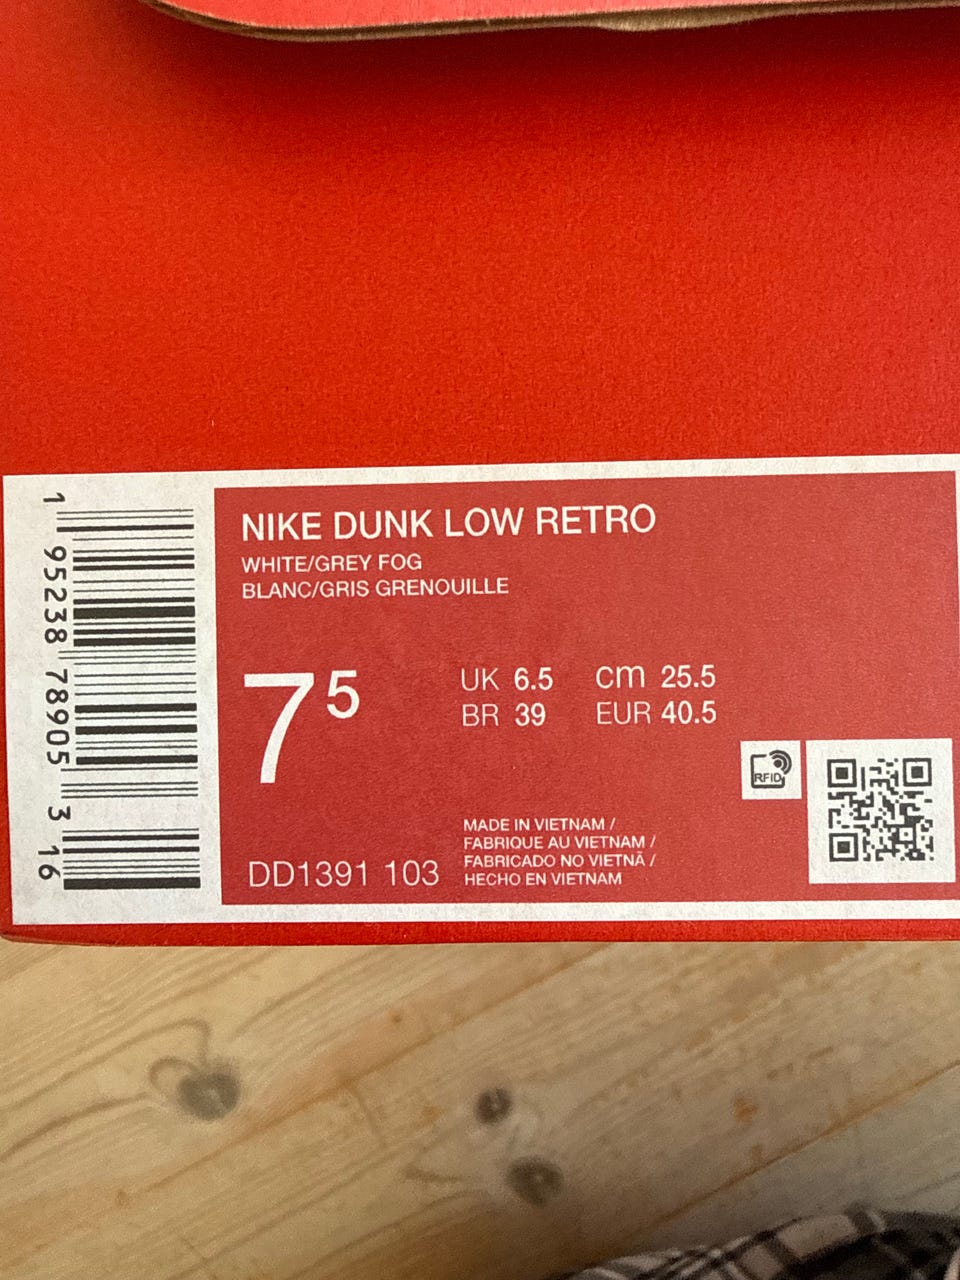 1 95238 78905 3 16
NIKE DUNK LOW RETRO
WHITE/GREY FOG
BLANC/GRIS GRENOUILLE
7⁵
UK 6.5 cm 25.5
BR 39 EUR 40.5
RFID
MADE IN VIETNAM /
FABRIQUE AU VIETNAM /
FABRICADO NO VIETNÃ /
HECHO EN VIETNAM
DD1391 103